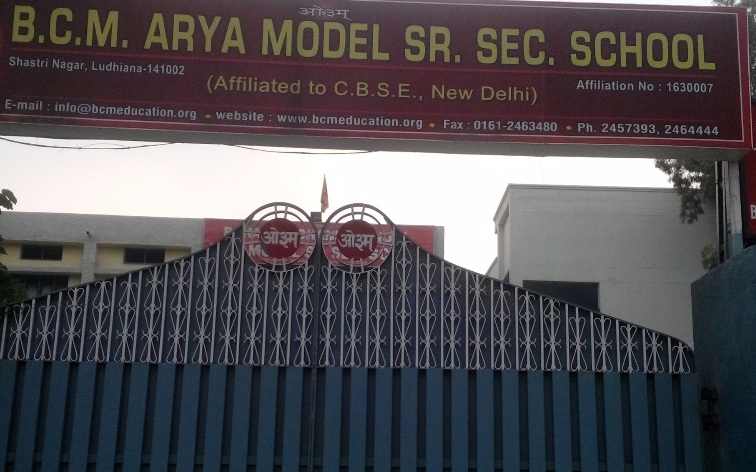 ओ३म्
B.C.M. ARYA MODEL SR. SEC. SCHOOL
Shastri Nagar, Ludhiana-141002
(Affiliated to C.B.S.E., New Delhi)
Affiliation No : 1630007
E-mail : info@bcmeducation.org • website : www.bcmeducation.org • Fax : 0161-2463480 • Ph. 2457393, 2464444
ओ३म्
ओ३म्